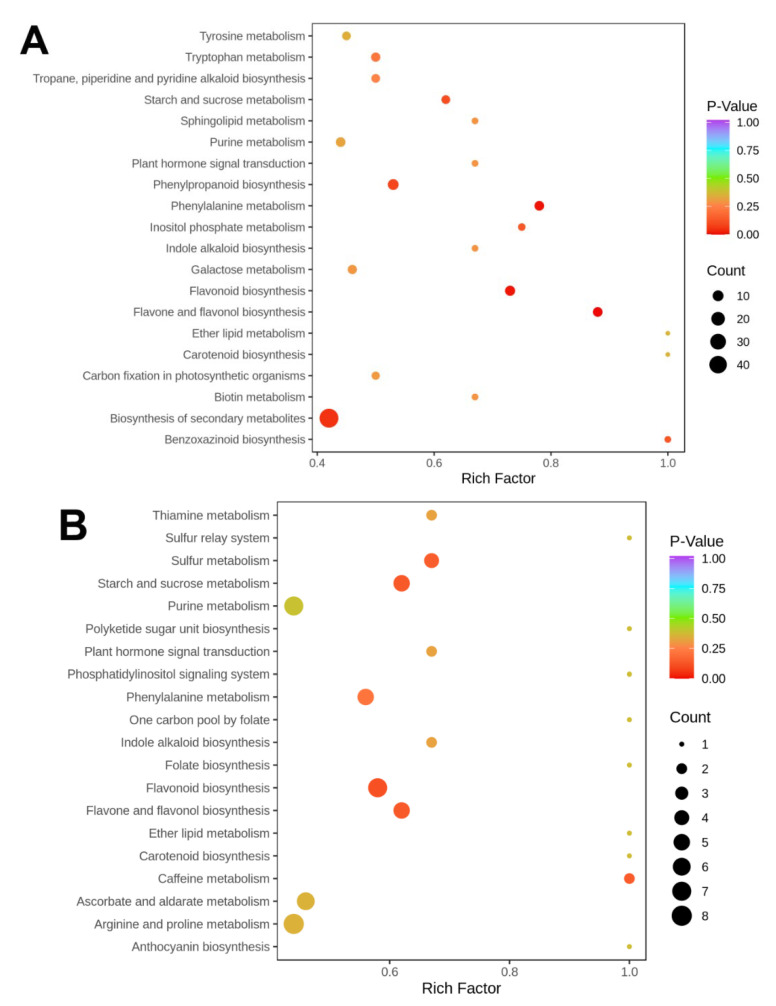 A
Tyrosine metabolism
Tryptophan metabolism
Tropane, piperidine and pyridine alkaloid biosynthesis
Starch and sucrose metabolism
Sphingolipid metabolism
Purine metabolism
Plant hormone signal transduction
Phenylpropanoid biosynthesis
Phenylalanine metabolism
Inositol phosphate metabolism
Indole alkaloid biosynthesis
Galactose metabolism
Flavonoid biosynthesis
Flavone and flavonol biosynthesis
Ether lipid metabolism
Carotenoid biosynthesis
Carbon fixation in photosynthetic organisms
Biotin metabolism
Biosynthesis of secondary metabolites
Benzoxazinoid biosynthesis
0.4 0.6 0.8 1.0
Rich Factor
P-Value
1.00
0.75
0.50
0.25
0.00
Count
10
20
30
40
B
Thiamine metabolism
Sulfur relay system
Sulfur metabolism
Starch and sucrose metabolism
Purine metabolism
Polyketide sugar unit biosynthesis
Plant hormone signal transduction
Phosphatidylinositol signaling system
Phenylalanine metabolism
One carbon pool by folate
Indole alkaloid biosynthesis
Folate biosynthesis
Flavonoid biosynthesis
Flavone and flavonol biosynthesis
Ether lipid metabolism
Carotenoid biosynthesis
Caffeine metabolism
Ascorbate and aldarate metabolism
Arginine and proline metabolism
Anthocyanin biosynthesis
0.6 0.8 1.0
Rich Factor
P-Value
1.00
0.75
0.50
0.25
0.00
Count
1
2
3
4
5
6
7
8